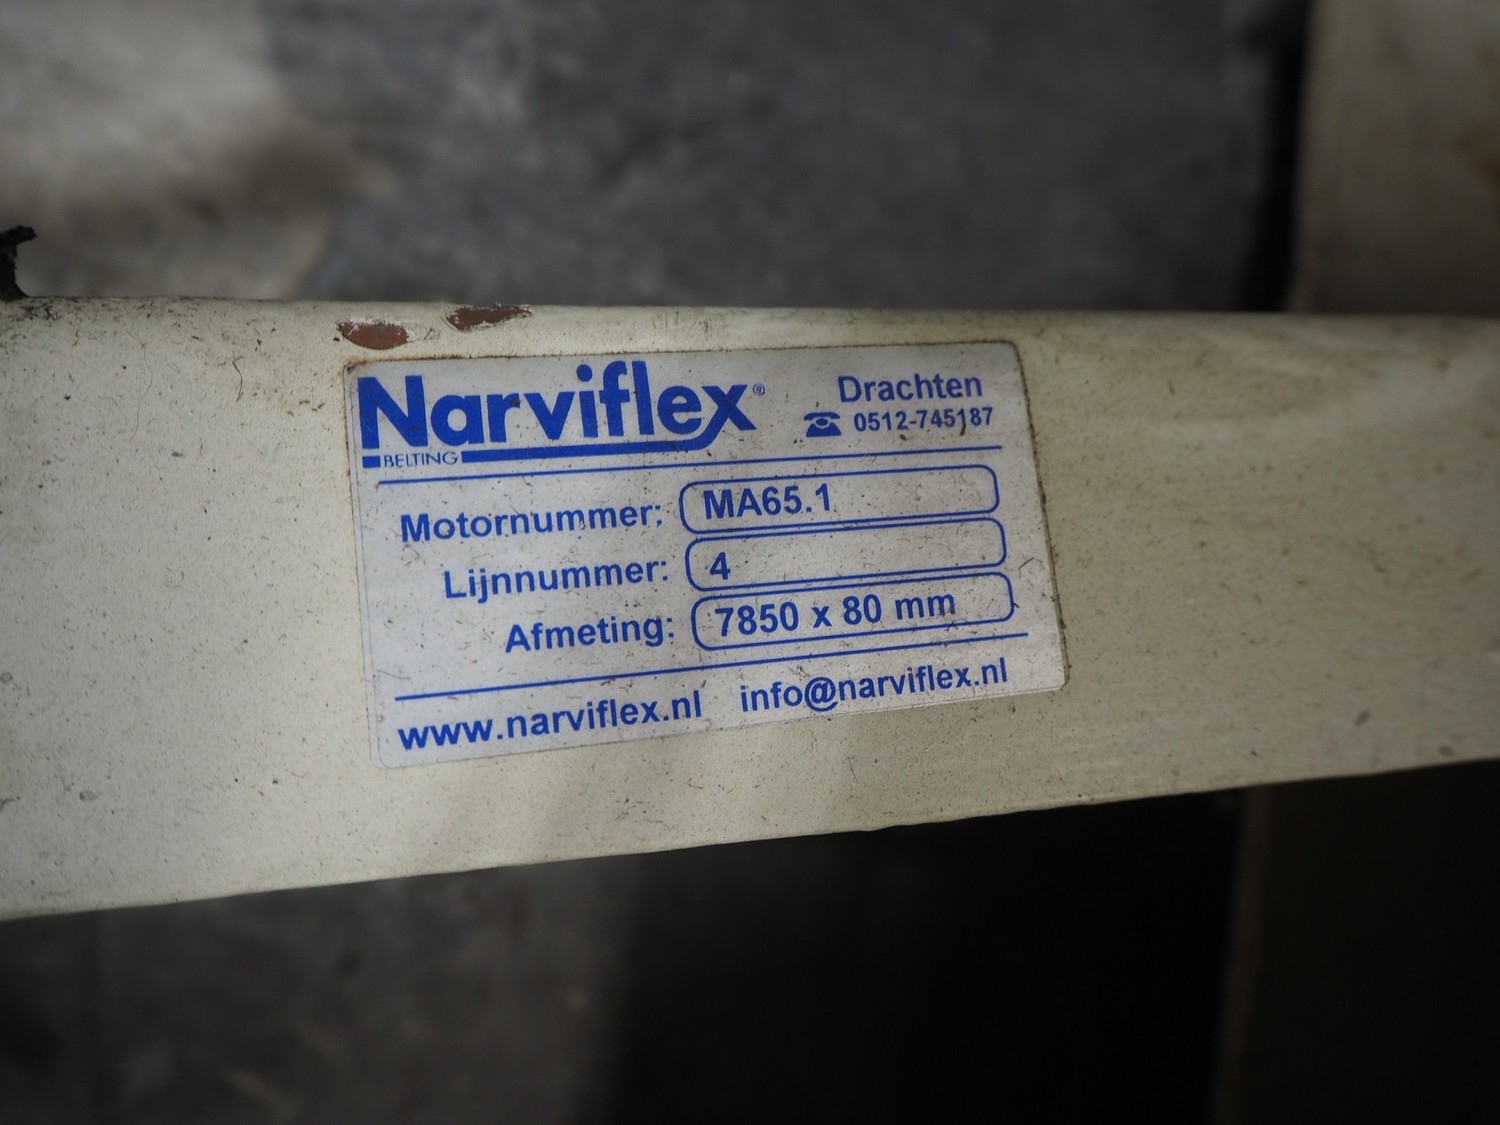 Narviflex®
BELTING
Drachten
☎ 0512-745187
Motornummer: MA65.1
Lijnnummer: 4
Afmeting: 7850 x 80 mm
www.narviflex.nl info@narviflex.nl